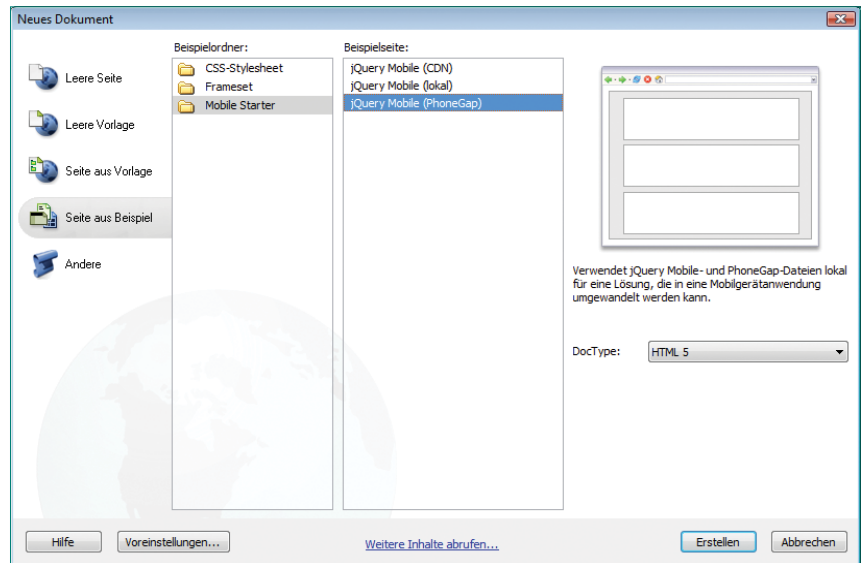 Neues Dokument
Leere Seite
Leere Vorlage
Seite aus Vorlage
Seite aus Beispiel
Andere
Beispielordner:
CSS-Stylesheet
Frameset
Mobile Starter
Beispielseite:
jQuery Mobile (CDN)
jQuery Mobile (lokal)
jQuery Mobile (PhoneGap)
Verwendet jQuery Mobile- und PhoneGap-Dateien lokal
für eine Lösung, die in eine Mobilgerätanwendung
umgewandelt werden kann.
DocType: HTML 5
Hilfe
Voreinstellungen...
Weitere Inhalte abrufen...
Erstellen
Abbrechen